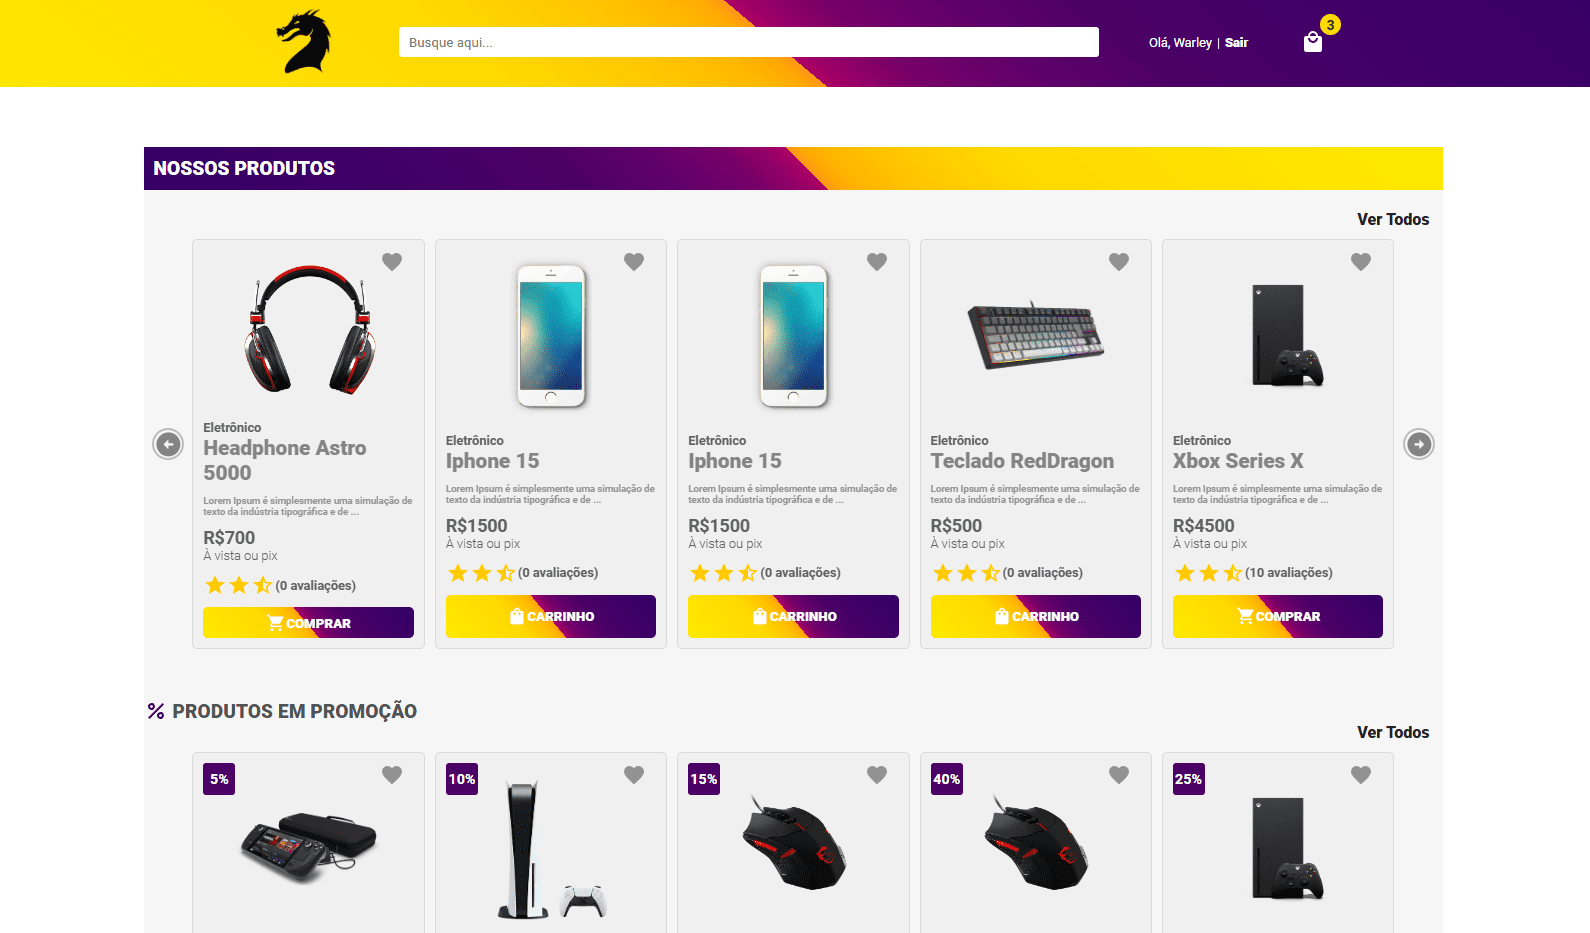 Busque aqui...
Olá, Warley | Sair
3
NOSSOS PRODUTOS
Ver Todos
Eletrônico
Headphone Astro
5000
Lorem Ipsum é simplesmente uma simulação de
texto da indústria tipográfica e de ...
R$700
À vista ou pix
(0 avaliações)
COMPRAR
Eletrônico
Iphone 15
Lorem Ipsum é simplesmente uma simulação de
texto da indústria tipográfica e de ...
R$1500
À vista ou pix
(0 avaliações)
CARRINHO
Eletrônico
Iphone 15
Lorem Ipsum é simplesmente uma simulação de
texto da indústria tipográfica e de ...
R$1500
À vista ou pix
(0 avaliações)
CARRINHO
Eletrônico
Teclado RedDragon
Lorem Ipsum é simplesmente uma simulação de
texto da indústria tipográfica e de ...
R$500
À vista ou pix
(0 avaliações)
CARRINHO
Eletrônico
Xbox Series X
Lorem Ipsum é simplesmente uma simulação de
texto da indústria tipográfica e de ...
R$4500
À vista ou pix
(10 avaliações)
COMPRAR
% PRODUTOS EM PROMOÇÃO
Ver Todos
5%
10%
15%
40%
25%